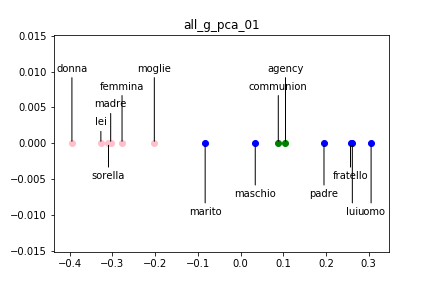 all_g_pca_01
0.015
0.010
0.005
0.000
−0.005
−0.010
−0.015
donna
moglie
agency
femmina
communion
madre
lei
sorella
fratello
maschio
padre
marito
lui
uomo
−0.4
−0.3
−0.2
−0.1
0.0
0.1
0.2
0.3